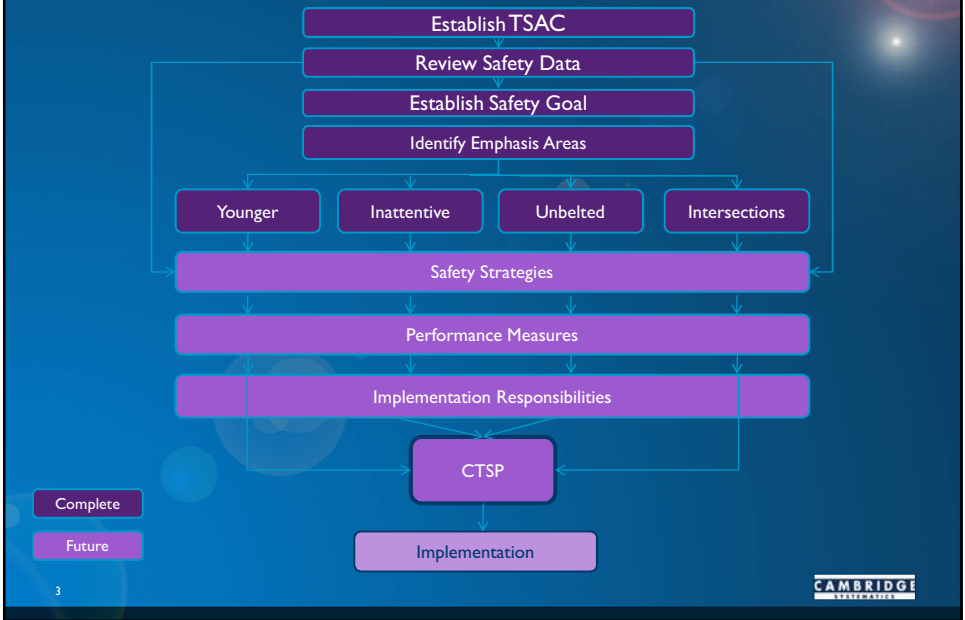 Establish TSAC
Review Safety Data
Establish Safety Goal
Identify Emphasis Areas
Younger
Inattentive
Unbelted
Intersections
Safety Strategies
Performance Measures
Implementation Responsibilities
CTSP
Complete
Future
Implementation
3
CAMBRIDGE
SYSTEMATICS